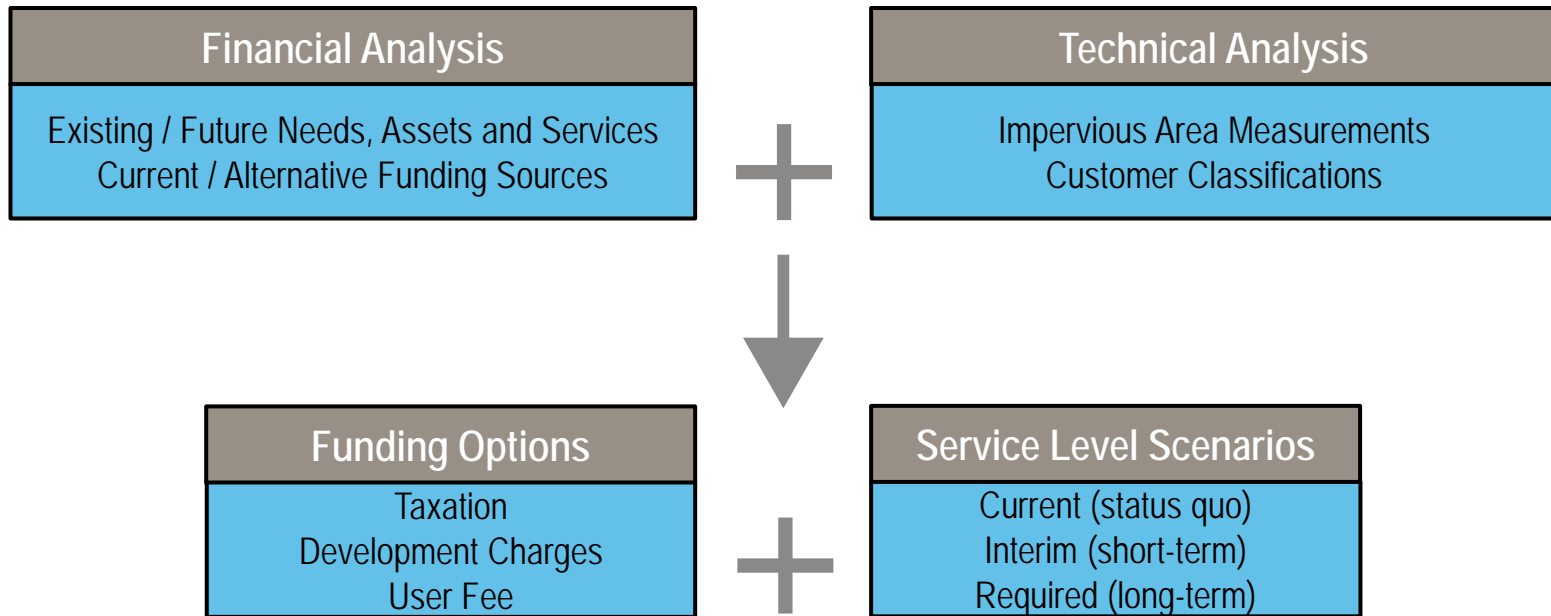 Financial Analysis
Existing / Future Needs, Assets and Services
Current / Alternative Funding Sources
Technical Analysis
Impervious Area Measurements
Customer Classifications
Funding Options
Taxation
Development Charges
User Fee
Service Level Scenarios
Current (status quo)
Interim (short-term)
Required (long-term)